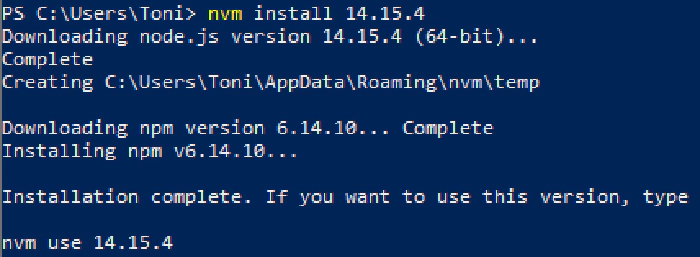 PS C:\Users\Toni> nvm install 14.15.4
Downloading node.js version 14.15.4 (64-bit)...
Complete
Creating C:\Users\Toni\AppData\Roaming\nvm\temp
Downloading npm version 6.14.10... Complete
Installing npm v6.14.10...
Installation complete. If you want to use this version, type
nvm use 14.15.4